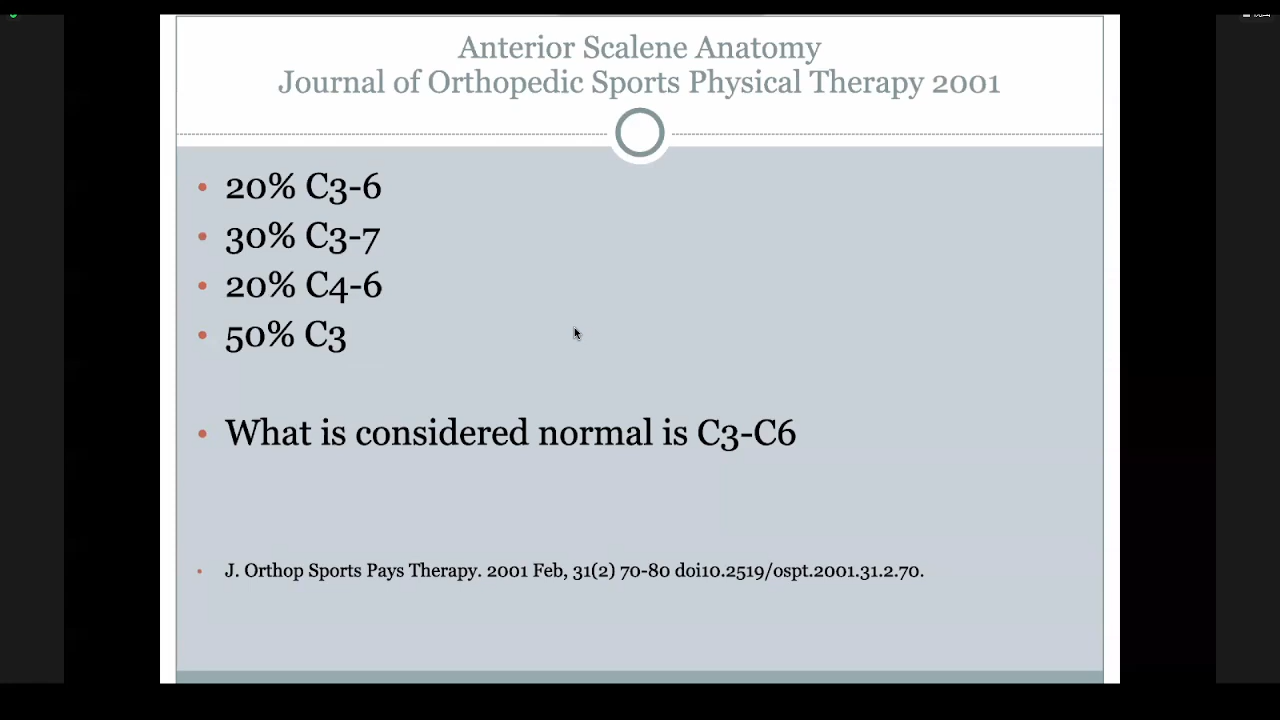 Anterior Scalene Anatomy
Journal of Orthopedic Sports Physical Therapy 2001
• 20% C3-6
• 30% C3-7
• 20% C4-6
• 50% C3
• What is considered normal is C3-C6
• J. Orthop Sports Pays Therapy. 2001 Feb, 31(2) 70-80 doi10.2519/ospt.2001.31.2.70.